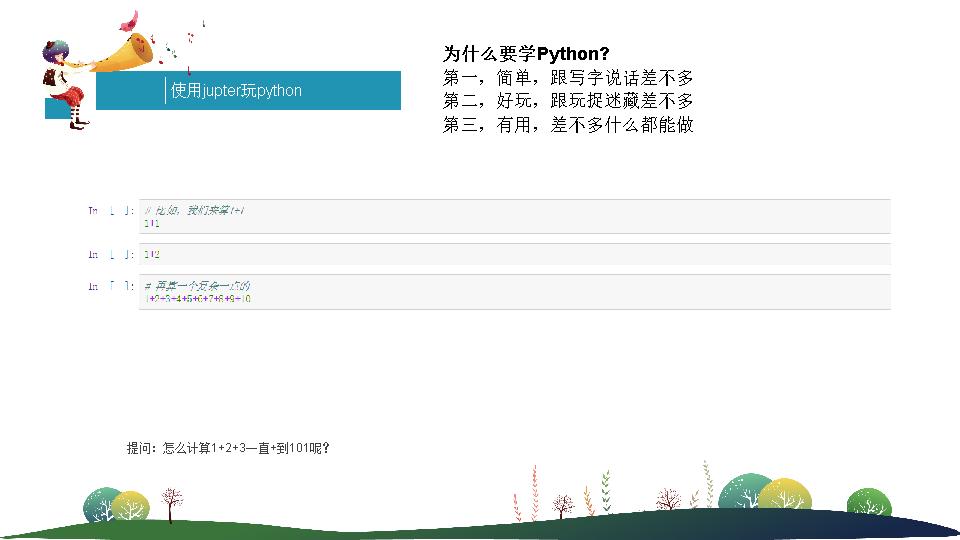 使用jupter玩python
为什么要学Python?
第一，简单，跟写字说话差不多
第二，好玩，跟玩捉迷藏差不多
第三，有用，差不多什么都能做
In [ ]: # 比如，我们来算1+1
1+1
In [ ]: 1+2
In [ ]: # 再算一个复杂一点的
1+2+3+4+5+6+7+8+9+10
提问：怎么计算1+2+3一直+到101呢？